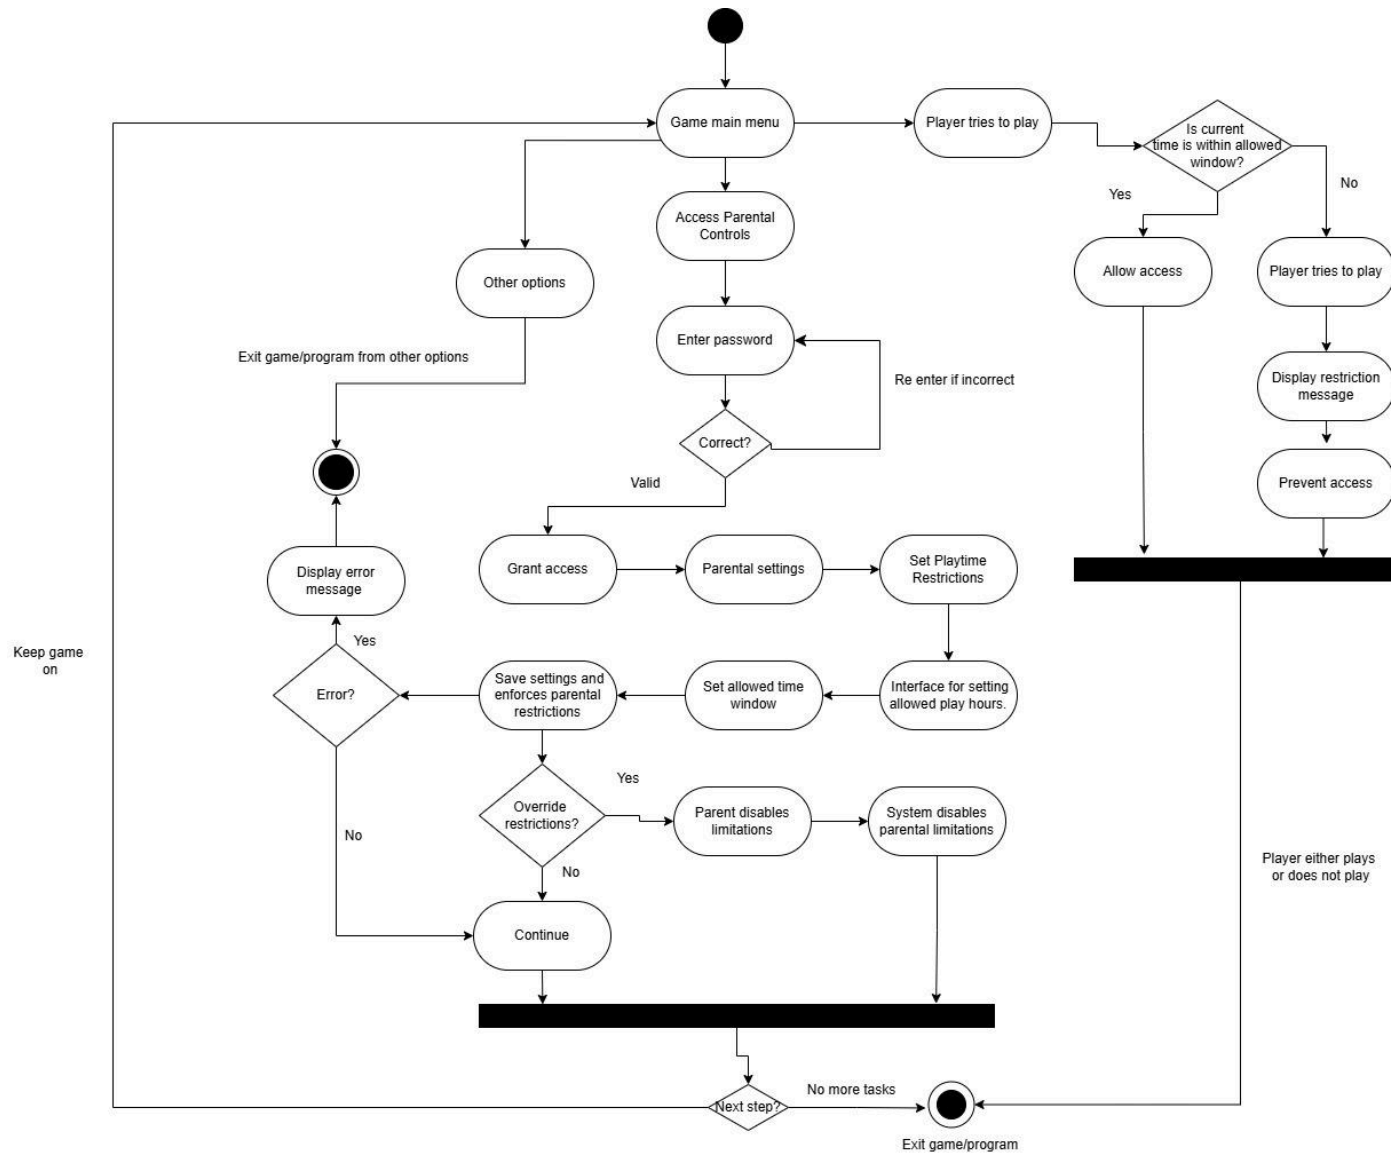 Game main menu
Player tries to play
Is current
time is within allowed
window?
Yes
No
Access Parental
Controls
Other options
Allow access
Player tries to play
Enter password
Exit game/program from other options
Re enter if incorrect
Display restriction
message
Correct?
Valid
Prevent access
Display error
message
Grant access
Parental settings
Set Playtime
Restrictions
Yes
Keep game
on
Error?
Save settings and
enforces parental
restrictions
Set allowed time
window
Interface for setting
allowed play hours.
Yes
Override
restrictions?
Parent disables
limitations
System disables
parental limitations
No
No
Player either plays
or does not play
Continue
Next step?
No more tasks
Exit game/program